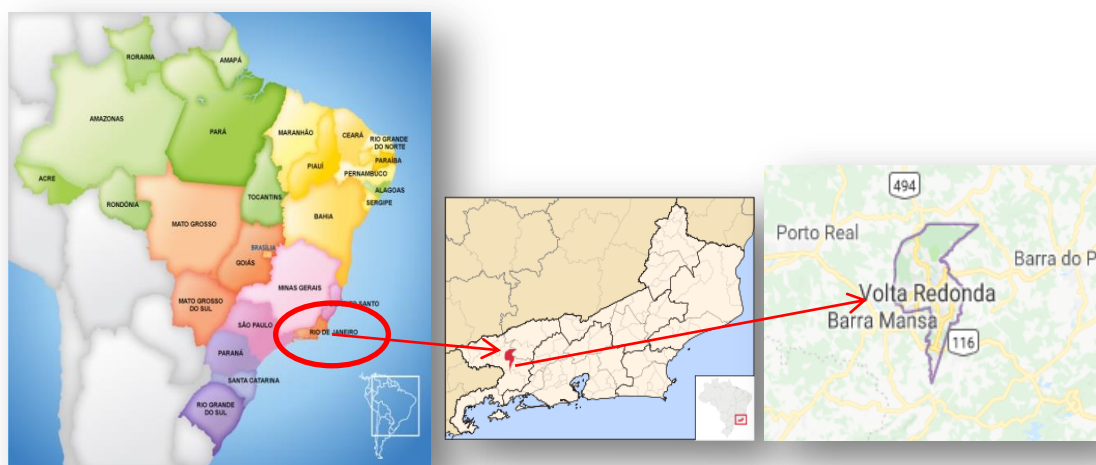 RORAIMA
AMAPÁ
AMAZONAS
PARÁ
MARANHÃO
CEARÁ
RIO GRANDE
DO NORTE
PARAÍBA
PIAUÍ
PERNAMBUCO
ACRE
TOCANTINS
ALAGOAS
RONDÔNIA
SERGIPE
MATO GROSSO
BAHIA
BRASÍLIA
GOIÁS
MINAS GERAIS
MATO GROSSO
DO SUL
SANTO
SÃO PAULO
RIO DE JANEIRO
PARANÁ
SANTA CATARINA
RIO GRANDE
DO SUL
494
Porto Real
Barra do P
Volta Redonda
Barra Mansa
116